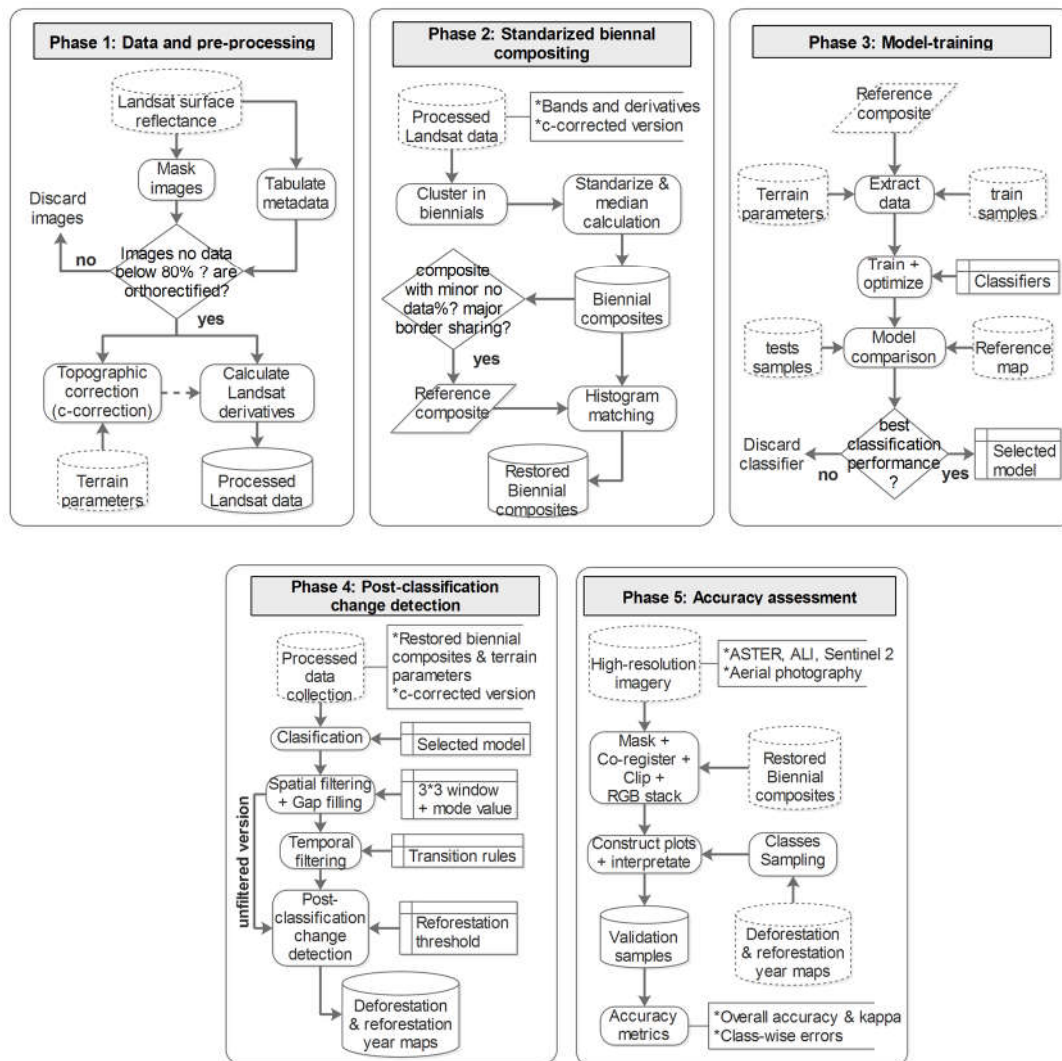 Phase 1: Data and pre-processing
Landsat surface
reflectance
Mask
images
Tabulate
metadata
Discard
images
no
Images no data
below 80% ? are
orthorectified?
yes
Topographic
correction
(c-correction)
Calculate
Landsat
derivatives
Terrain
parameters
Processed
Landsat data
Phase 2: Standarized biennal
compositing
Processed
Landsat data
*Bands and derivatives
*c-corrected version
Cluster in
biennials
Standarize &
median
calculation
composite
with minor no
data%? major
border sharing?
Biennial
composites
yes
Reference
composite
Histogram
matching
Restored
Biennial
composites
Phase 3: Model-training
Reference
composite
Terrain
parameters
Extract
data
train
samples
Train +
optimize
Classifiers
tests
samples
Model
comparison
Reference
map
Discard
classifier
no
best
classification
performance
?
yes
Selected
model
Phase 4: Post-classification
change detection
Processed
data
collection
*Restored biennial
composites & terrain
parameters
*c-corrected version
Clasification
Selected model
Spatial filtering
+ Gap filling
3*3 window
+ mode value
unfiltered version
Temporal
filtering
Transition rules
Post-
classification
change
detection
Reforestation
threshold
Deforestation
& reforestation
year maps
Phase 5: Accuracy assessment
High-resolution
imagery
*ASTER, ALI, Sentinel 2
*Aerial photography
Mask +
Co-register +
Clip +
RGB stack
Restored
Biennial
composites
Construct plots
+ interpretate
Classes
Sampling
Validation
samples
Deforestation
& reforestation
year maps
Accuracy
metrics
*Overall accuracy & kappa
*Class-wise errors